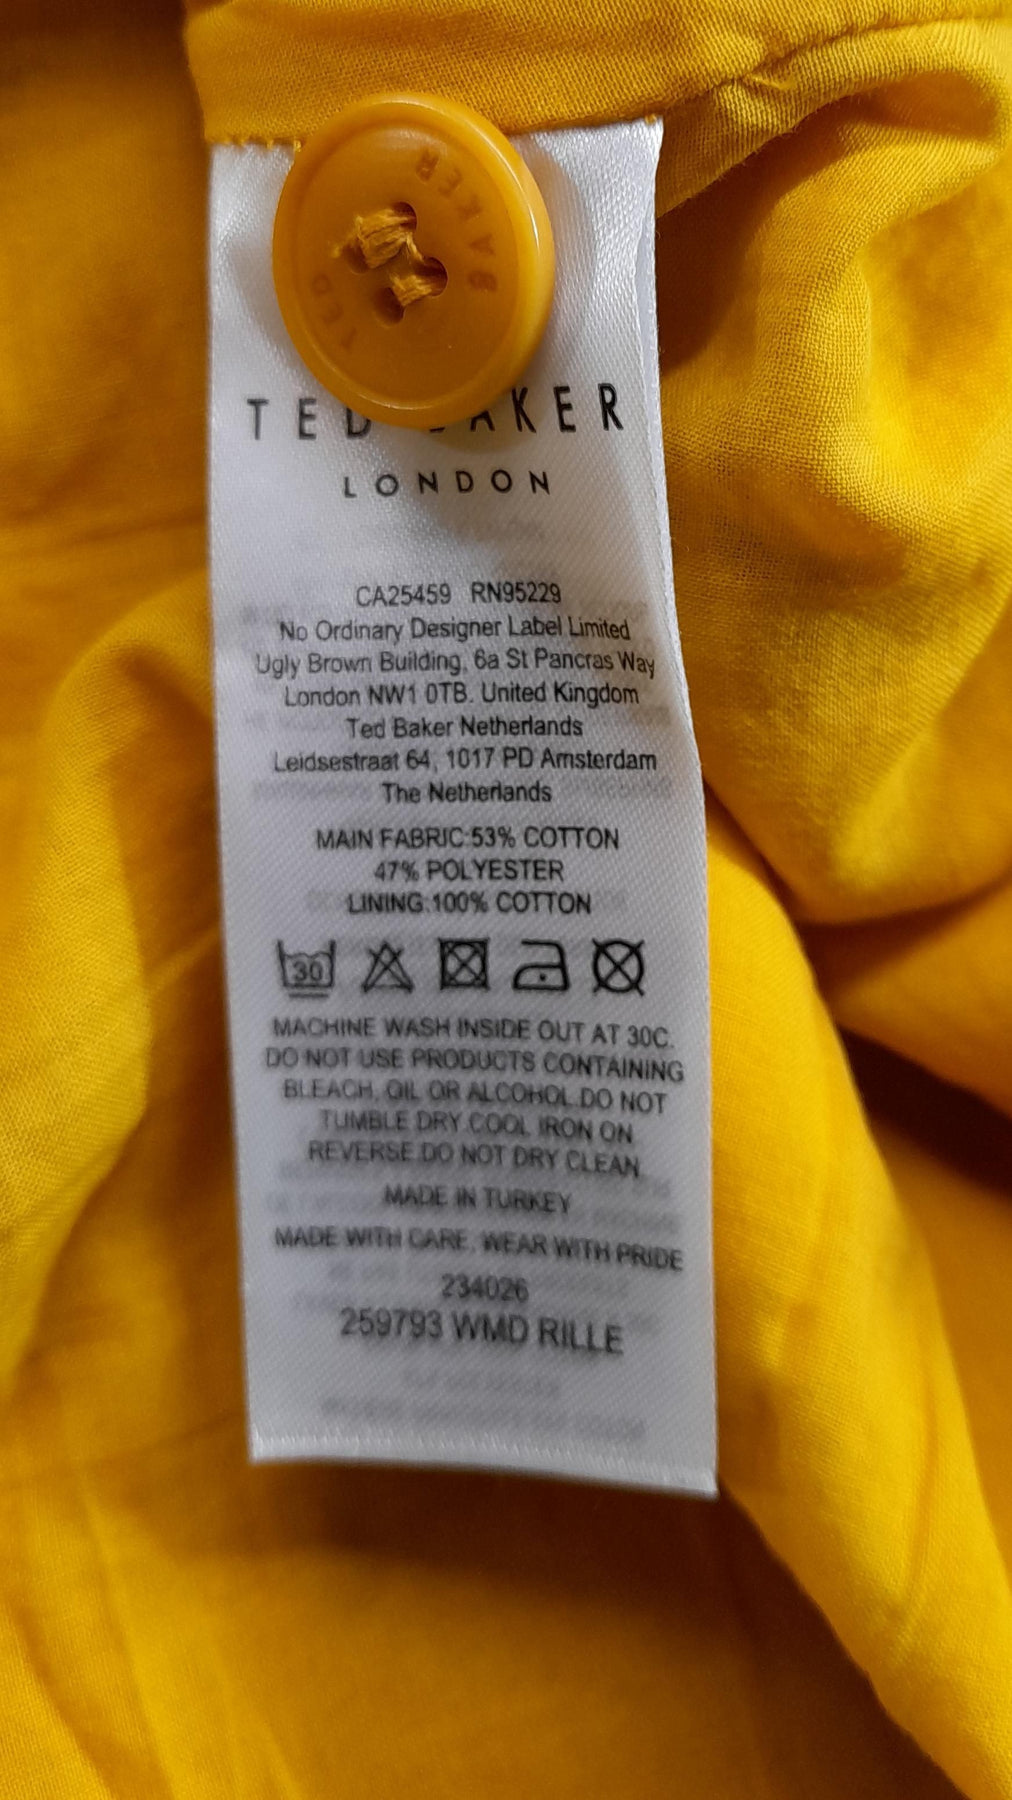 TED BAKER
TED BAKER
LONDON
CA25459 RN95229
No Ordinary Designer Label Limited
Ugly Brown Building, 6a St Pancras Way
London NW1 0TB. United Kingdom
Ted Baker Netherlands
Leidsestraat 64, 1017 PD Amsterdam
The Netherlands
MAIN FABRIC:53% COTTON
47% POLYESTER
LINING:100% COTTON
30
MACHINE WASH INSIDE OUT AT 30C.
DO NOT USE PRODUCTS CONTAINING
BLEACH, OIL OR ALCOHOL.DO NOT
TUMBLE DRY.COOL IRON ON
REVERSE.DO NOT DRY CLEAN
MADE IN TURKEY
MADE WITH CARE, WEAR WITH PRIDE
234026
259793 WMD RILLE